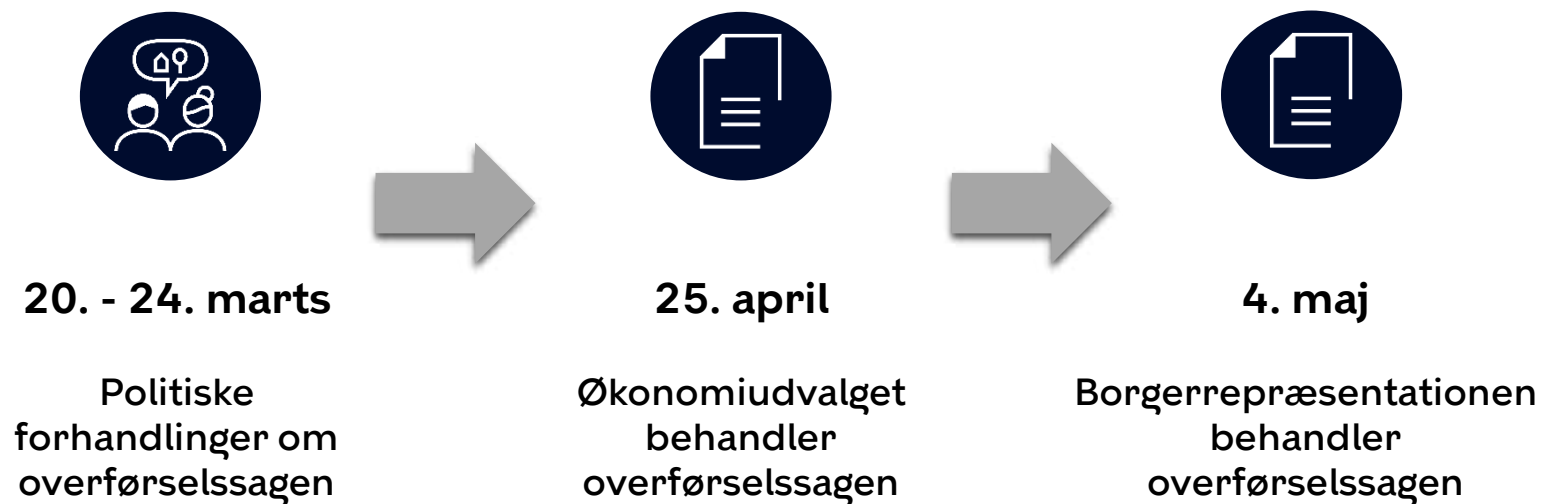 20. - 24. marts
Politiske
forhandlinger om
overførselssagen
25. april
Økonomiudvalget
behandler
overførselssagen
4. maj
Borgerrepræsentationen
behandler
overførselssagen